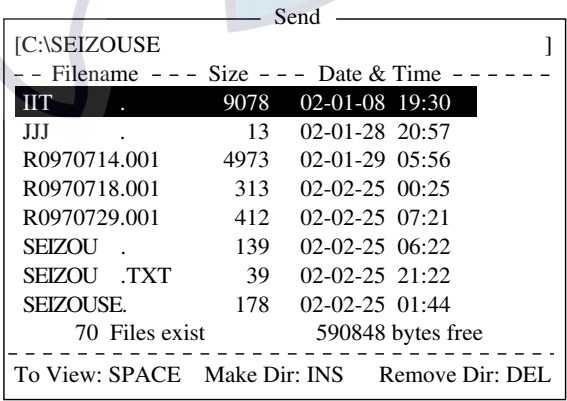 Send
[C:\SEIZOUSE ]
- - Filename - - - Size - - - Date & Time - - - - - -
IIT . 9078 02-01-08 19:30
JJJ . 13 02-01-28 20:57
R0970714.001 4973 02-01-29 05:56
R0970718.001 313 02-02-25 00:25
R0970729.001 412 02-02-25 07:21
SEIZOU . 139 02-02-25 06:22
SEIZOU .TXT 39 02-02-25 21:22
SEIZOUSE. 178 02-02-25 01:44
70 Files exist 590848 bytes free
To View: SPACE Make Dir: INS Remove Dir: DEL